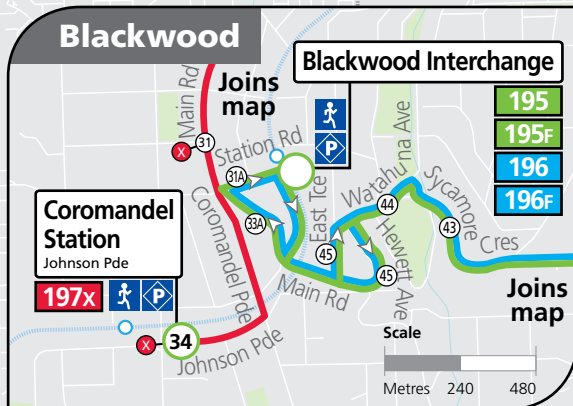 Blackwood
Main Rd
Joins
map
Blackwood Interchange
195
195F
196
196F
P
X
31
Station Rd
31A
33A
Coromandel Pde
East Tce
Watahuna Ave
44
Sycamore
Cres
43
45
Hewett Ave
45
Main Rd
Joins
map
Coromandel
Station
Johnson Pde
197X
P
X
34
Johnson Pde
Scale
Metres 240 480